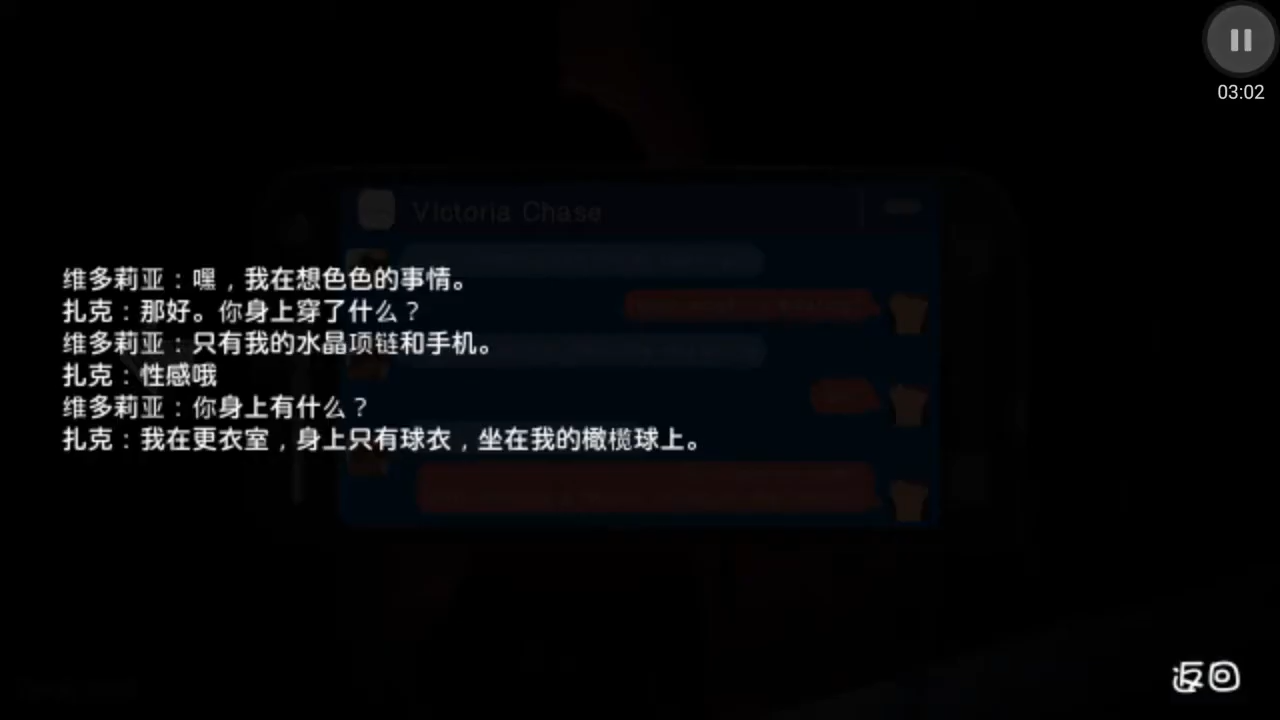 03:02
Victoria Chase
维多莉亚：嘿，我在想色色的事情。
扎克：那好。你身上穿了什么？
维多莉亚：只有我的水晶项链和手机。
扎克：性感哦
维多莉亚：你身上有什么？
扎克：我在更衣室，身上只有球衣，坐在我的橄榄球上。
返回